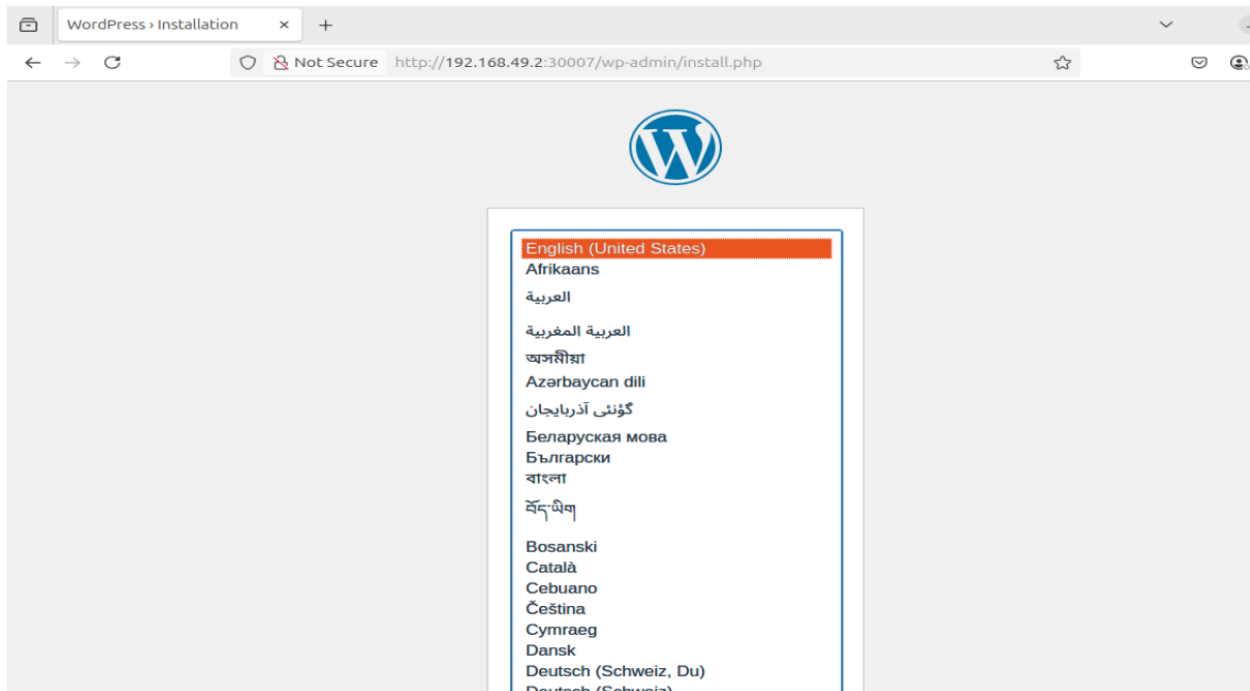 WordPress › Installation
Not Secure http://192.168.49.2:30007/wp-admin/install.php
English (United States)
Afrikaans
العربية
العربية المغربية
অসমীয়া
Azərbaycan dili
گؤنئی آذربایجان
Беларуская мова
Български
বাংলা
བོད་ཡིག
Bosanski
Català
Cebuano
Čeština
Cymraeg
Dansk
Deutsch (Schweiz, Du)
Deutsch (Schweiz)